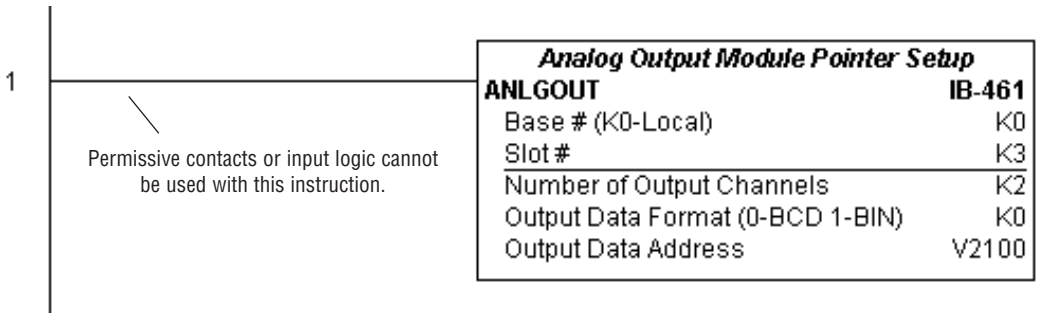 1
Analog Output Module Pointer Setup
ANLGOUT IB-461
Base # (K0-Local) K0
Slot # K3
Number of Output Channels K2
Output Data Format (0-BCD 1-BIN) K0
Output Data Address V2100
Permissive contacts or input logic cannot
be used with this instruction.